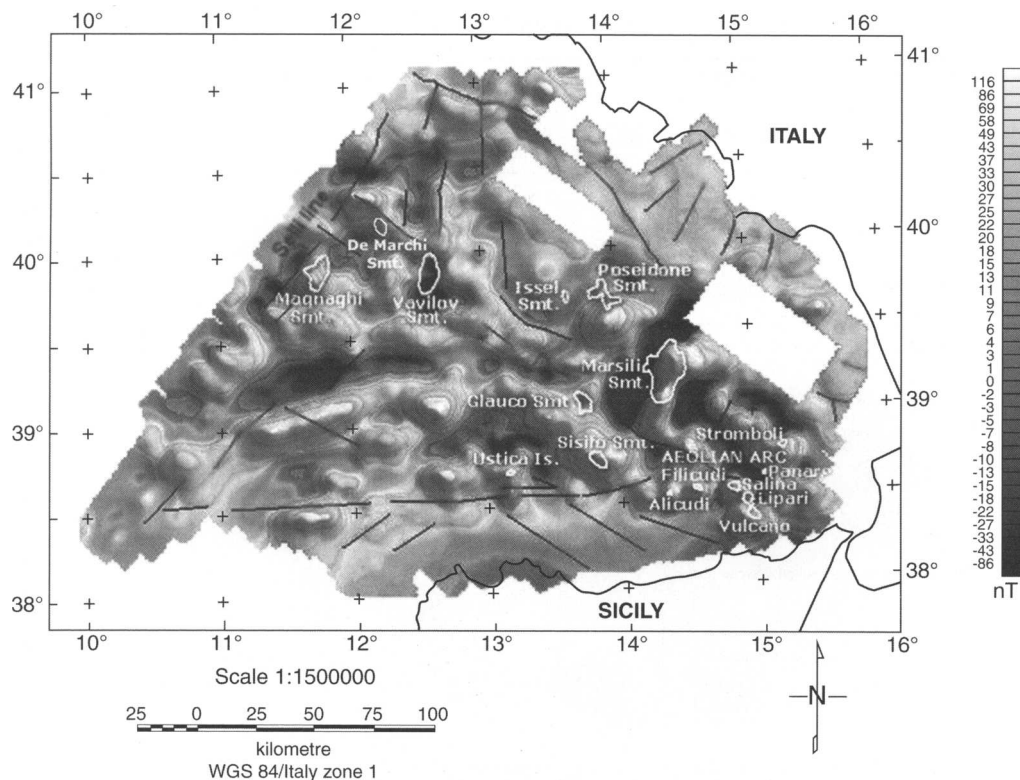 10° 11° 12° 13° 14° 15° 16°
41° 41°
40° 40°
39° 39°
38° 38°
10° 11° 12° 13° 14° 15° 16°
ITALY
Selli line
De Marchi
Smt.
Magnaghi
Smt.
Vavilov
Smt.
Issel
Smt.
Poseidone
Smt.
Marsili
Smt.
Glauco Smt
Sisifo Smt.
Ustica Is.
Stromboli
AEOLIAN ARC
Filicudi
Panarea
Salina
Alicudi
Lipari
Vulcano
SICILY
116
86
69
58
49
43
37
33
30
27
25
22
20
18
15
13
11
9
7
6
4
3
1
0
-2
-3
-5
-7
-8
-10
-13
-15
-18
-22
-27
-33
-43
-86
nT
Scale 1:1500000
25 0 25 50 75 100
kilometre
WGS 84/Italy zone 1
N